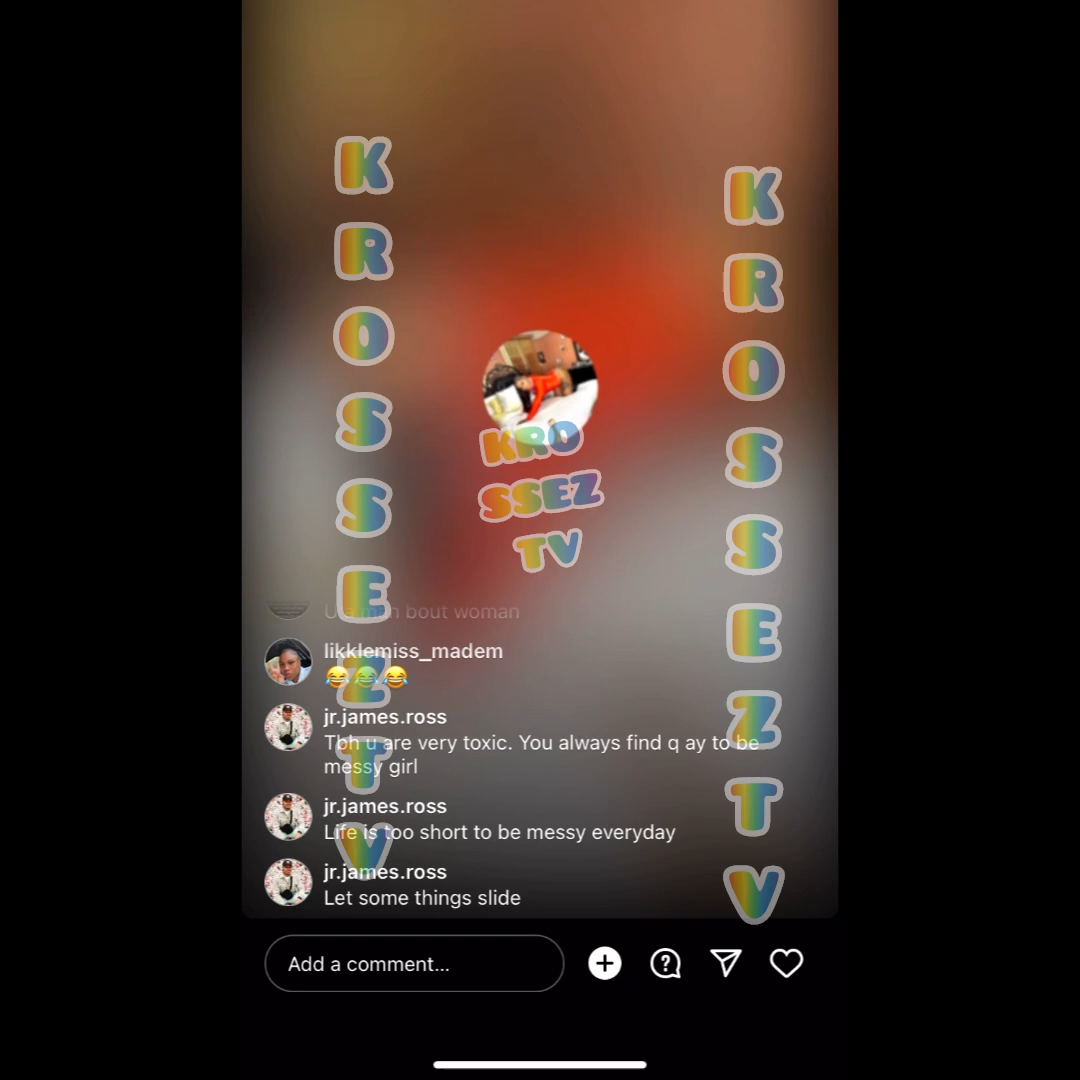 K
R
O
S
S
E
Z
T
V
K
R
O
S
S
E
Z
T
V
KRO
SSEZ
TV
bout woman
likklemiss_madem
😂😂😂
jr.james.ross
Tbh u are very toxic. You always find q ay to be
messy girl
jr.james.ross
Life is too short to be messy everyday
jr.james.ross
Let some things slide
Add a comment...